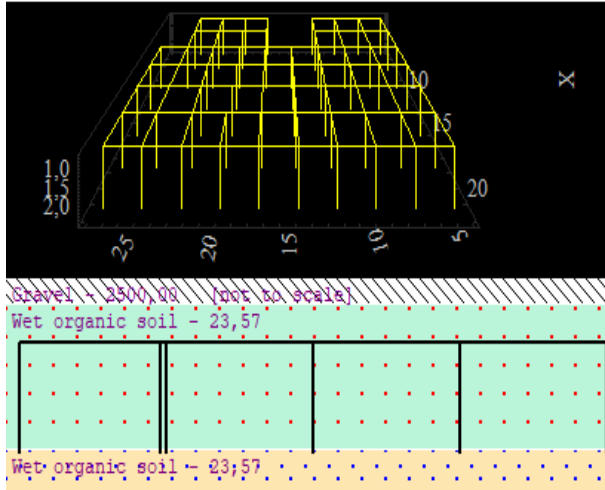 10
X
15
1,0
1,5
2,0
20
25 20 15 10 5
Gravel - 2500,00 [not to scale]
Wet organic soil - 23,57
Wet organic soil - 23,57